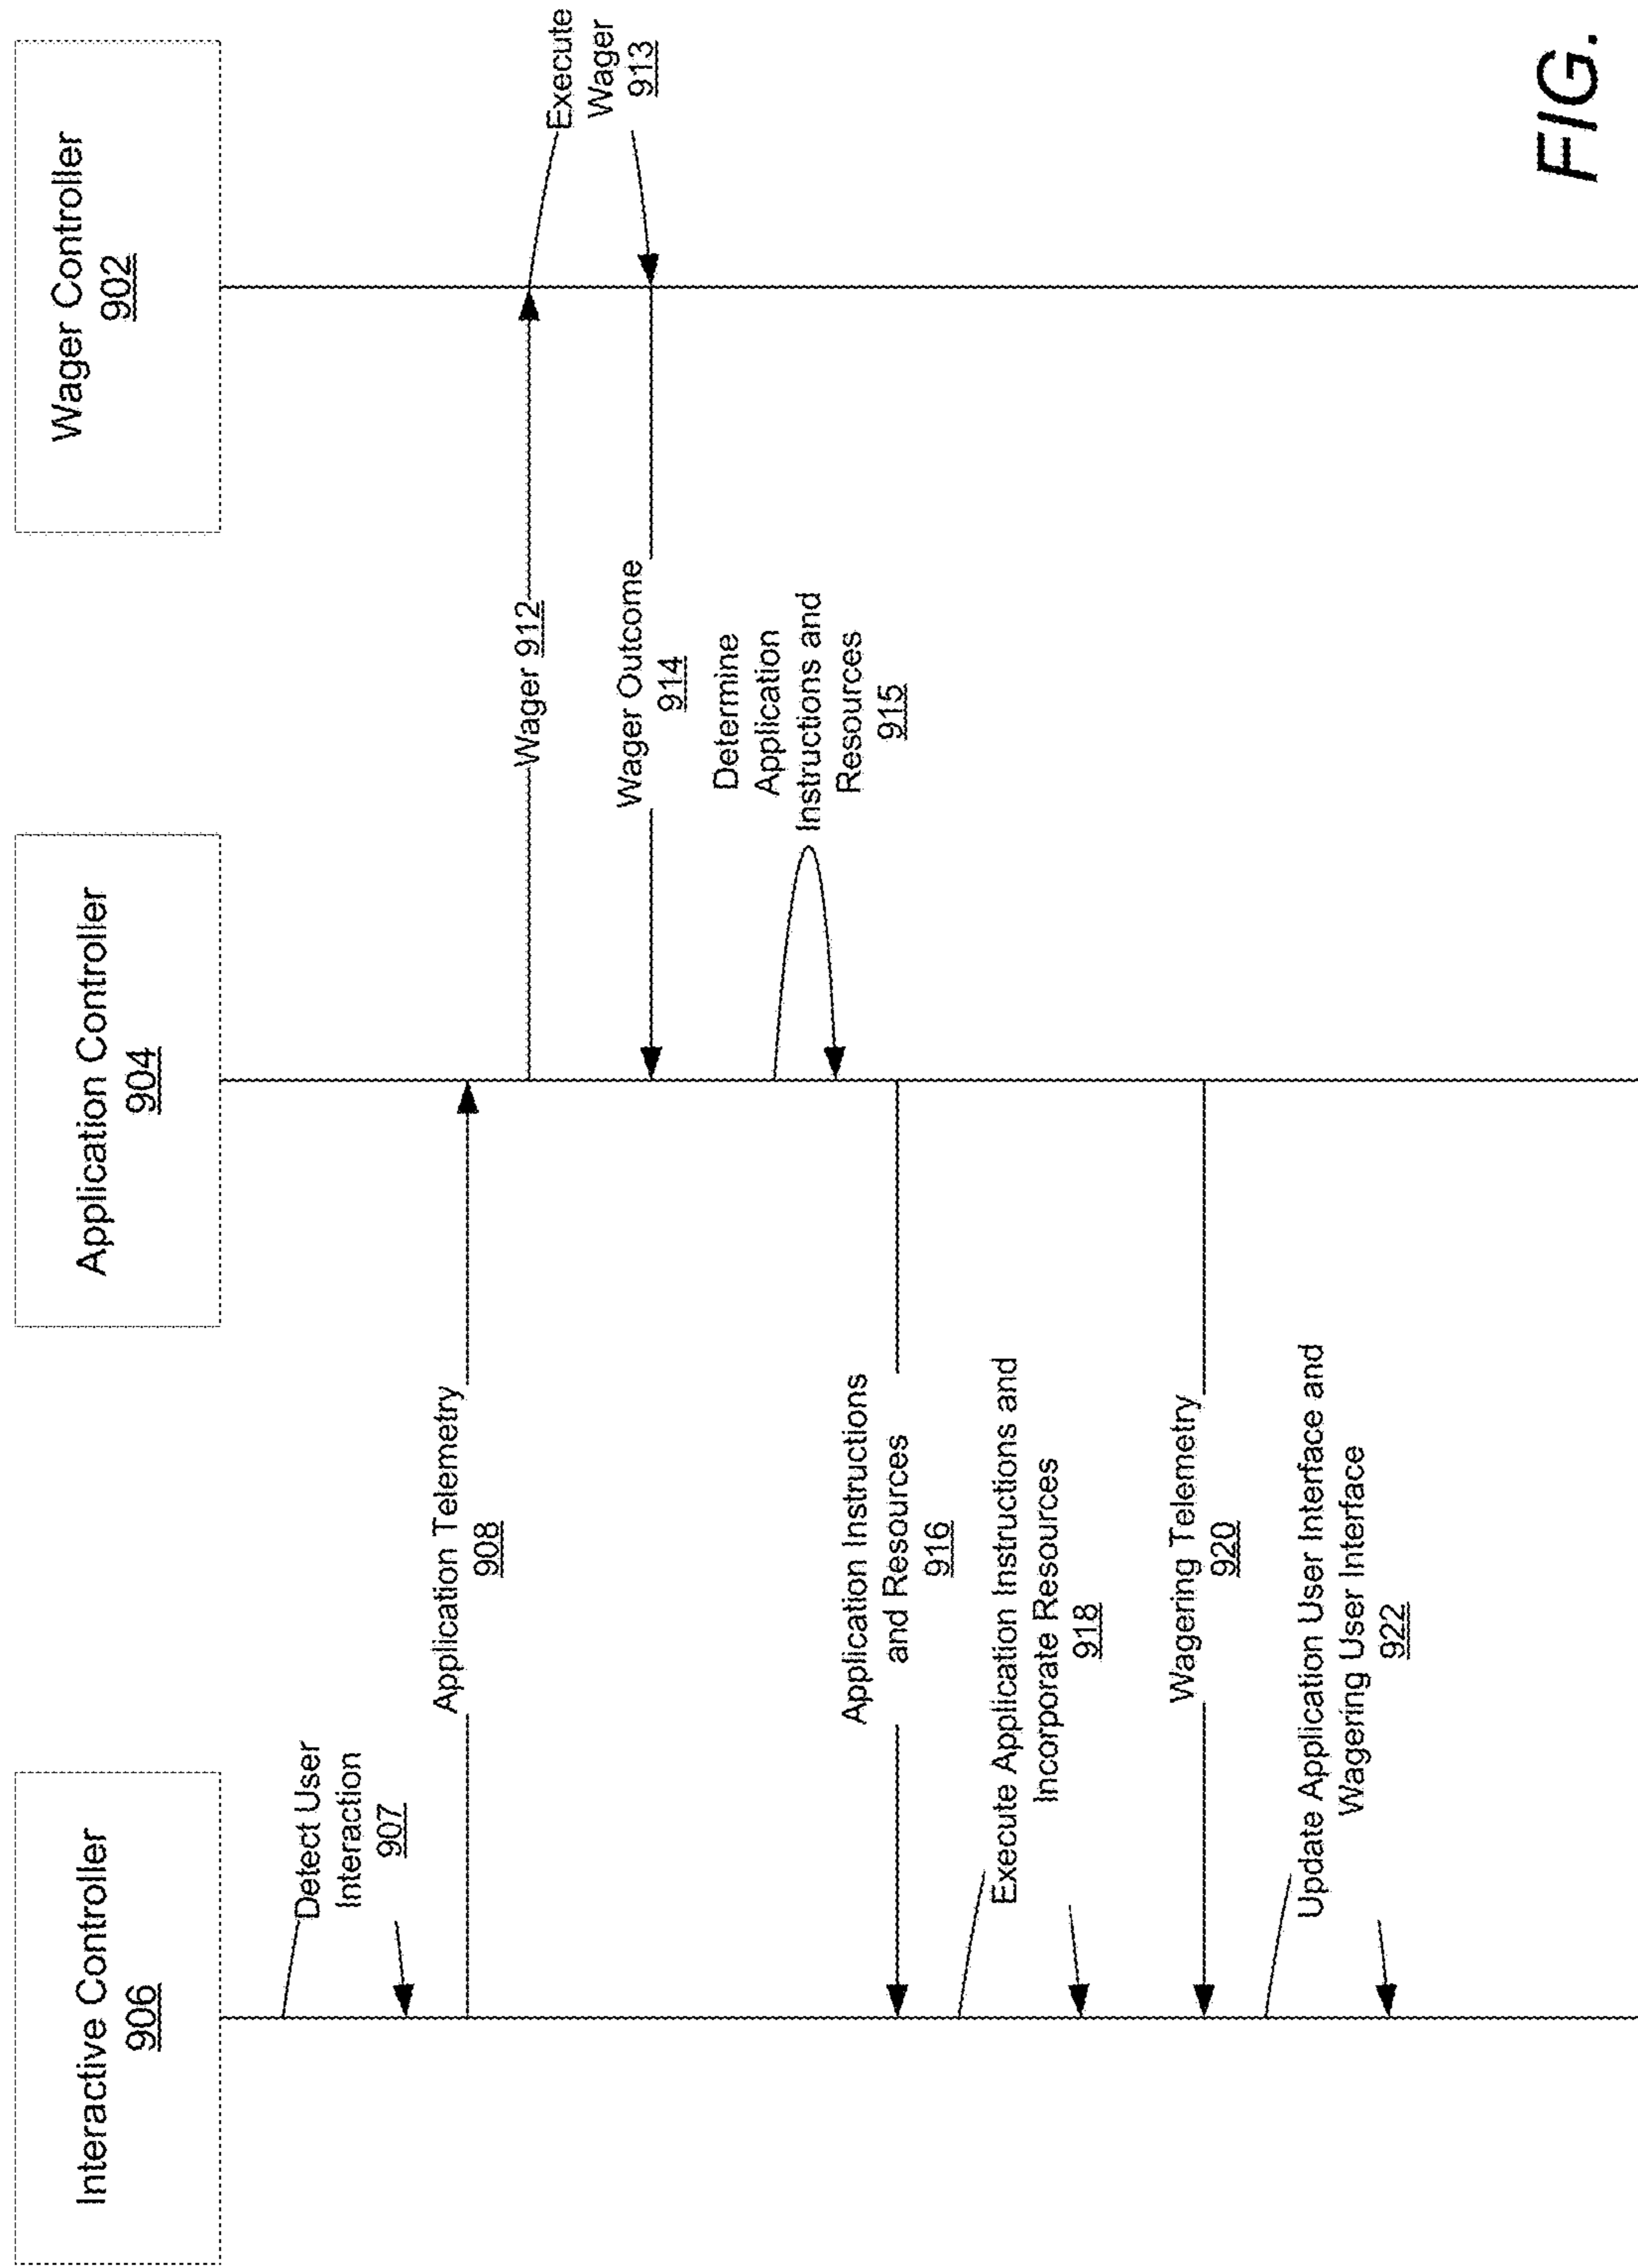 Interactive Controller
906
Application Controller
904
Wager Controller
902
Detect User
Interaction
907
Application Telemetry
908
Wager 912
Execute
Wager
913
Wager Outcome
914
Determine
Application
Instructions and
Resources
915
Application Instructions
and Resources
916
Execute Application Instructions and
Incorporate Resources
918
Wagering Telemetry
920
Update Application User Interface and
Wagering User Interface
922
FIG.